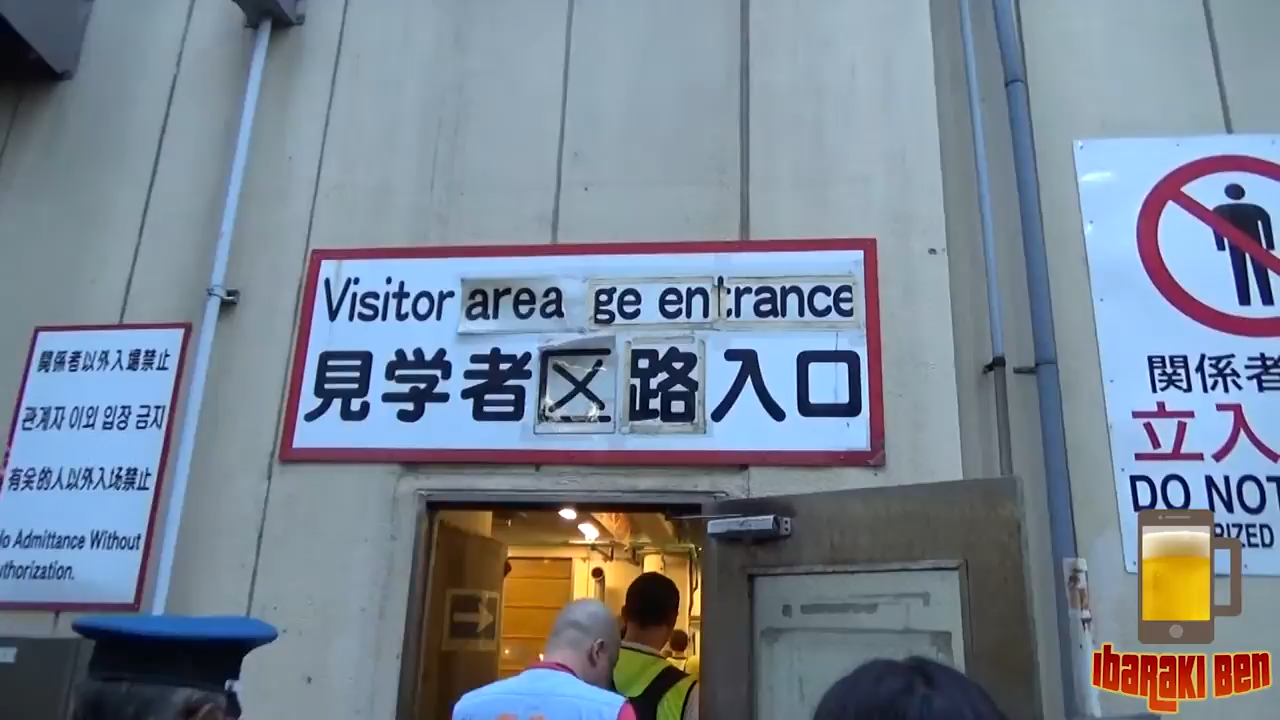 Visitor area ge entrance
見学者区路入口
関係者以外入場禁止
관계자 이외 입장 금지
有关的人以外入场禁止
No Admittance Without
Authorization.
関係者
立入
DO NOT
RIZED
IBARAKI BEN